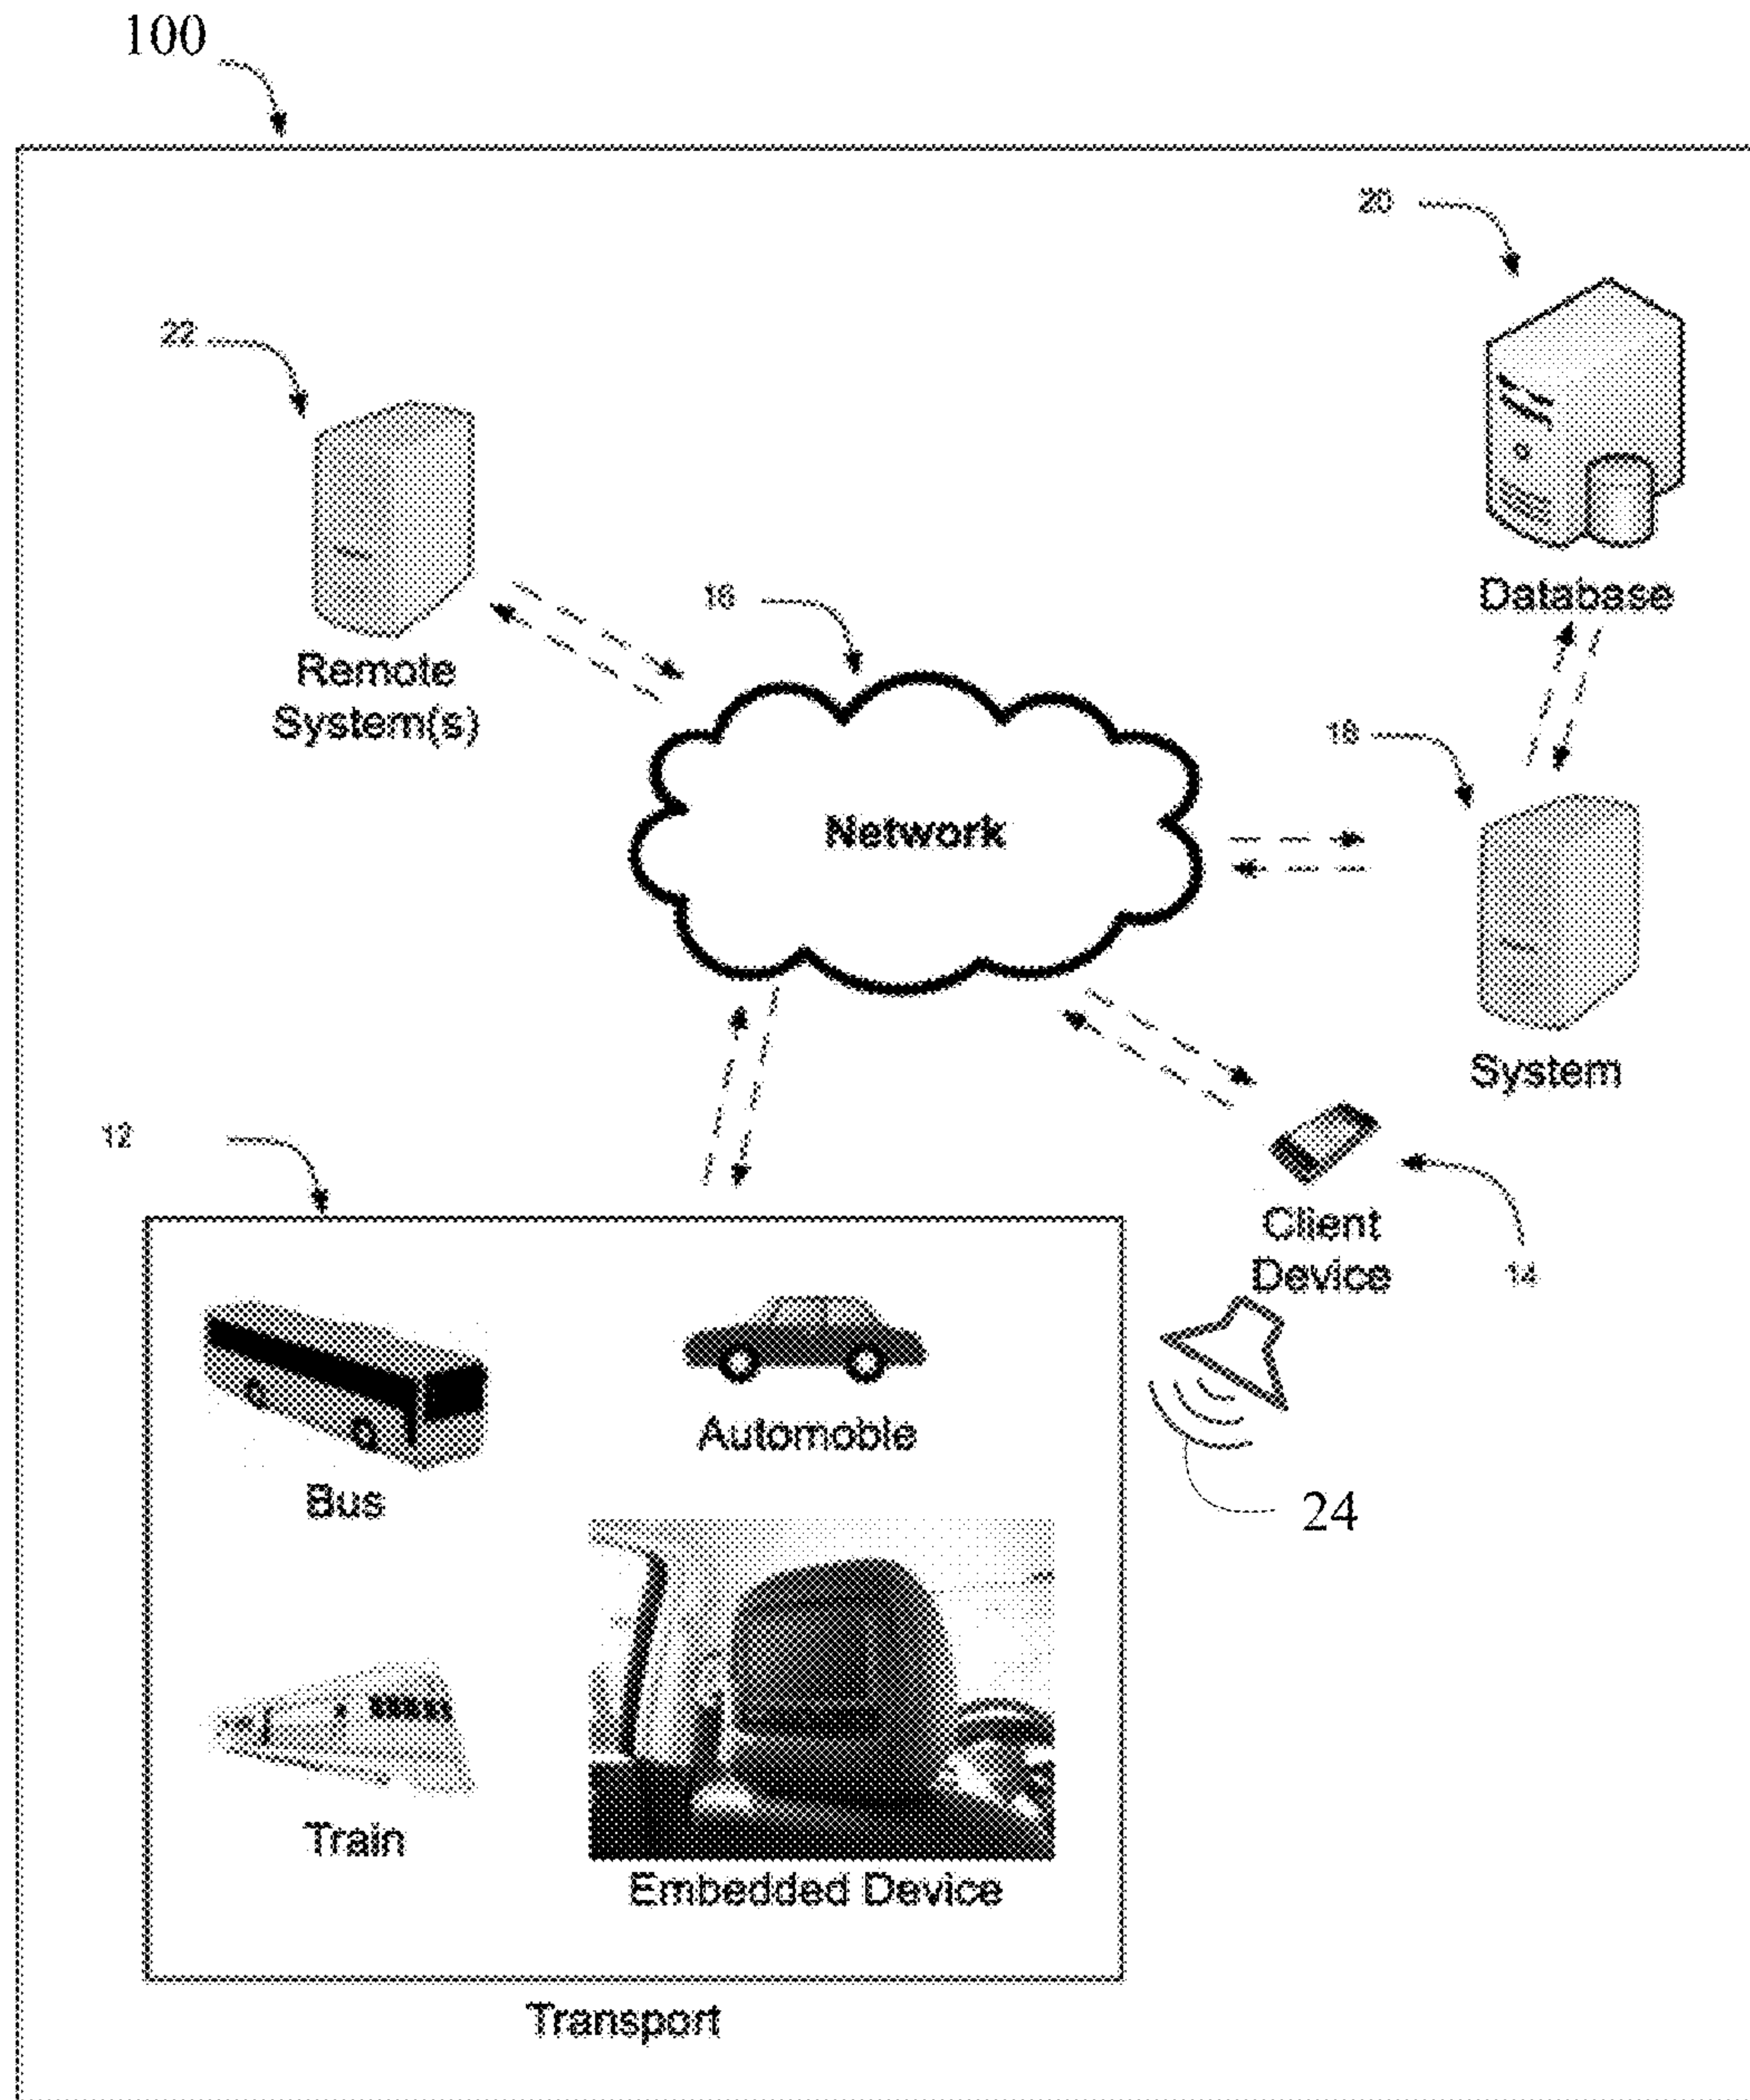 100
20
22
16
Database
Remote
System(s)
18
Network
System
12
Client
Device
14
Automoble
Bus
24
Train
Embedded Device
Transport